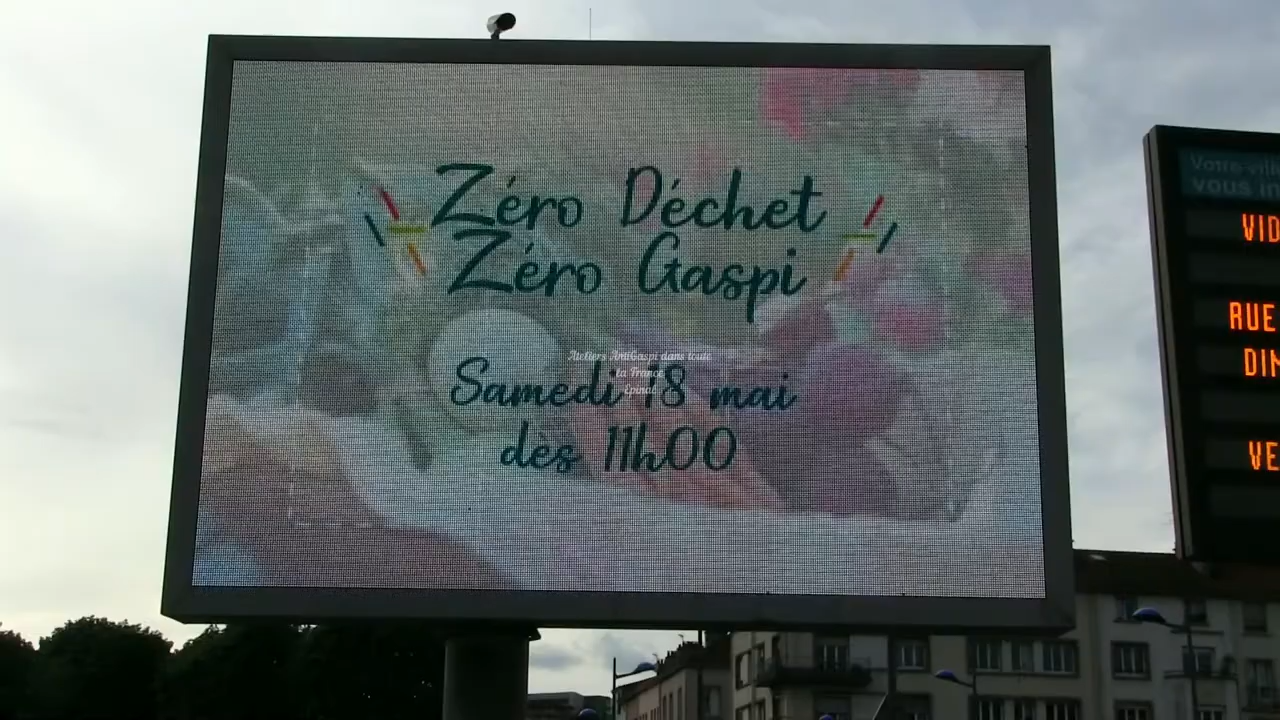 Zéro Déchet
Zéro Gaspi
Ateliers AntiGaspi dans toute
la France
Epinal
Samedi 18 mai
dès 11h00
Votre ville
vous in
VID
RUE
DIM
VE